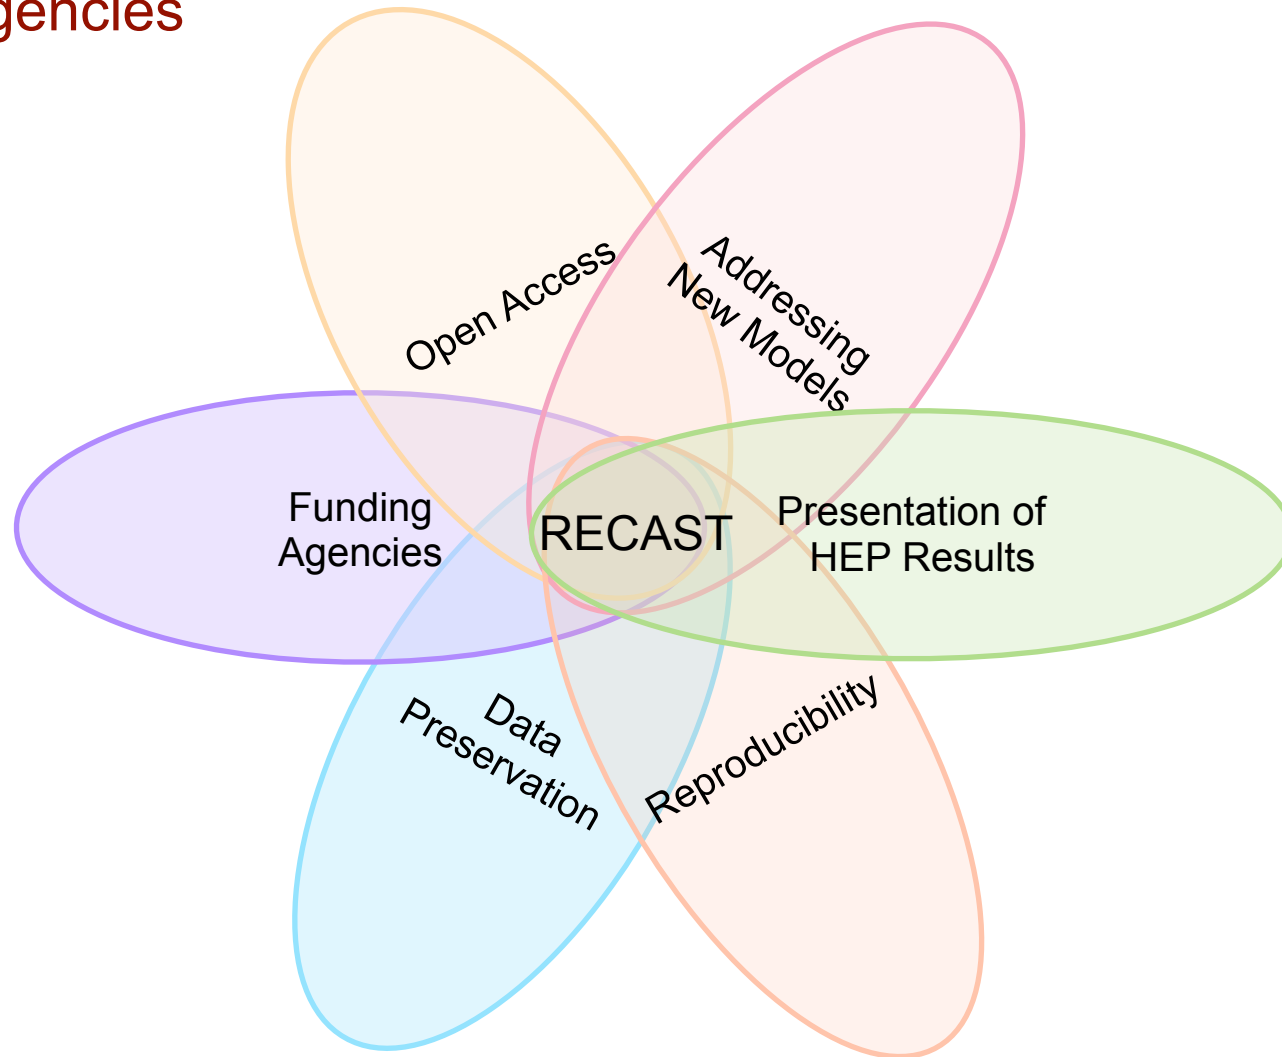 gencies
Open Access
Addressing
New Models
Funding
Agencies
RECAST
Presentation of
HEP Results
Data
Preservation
Reproducibility